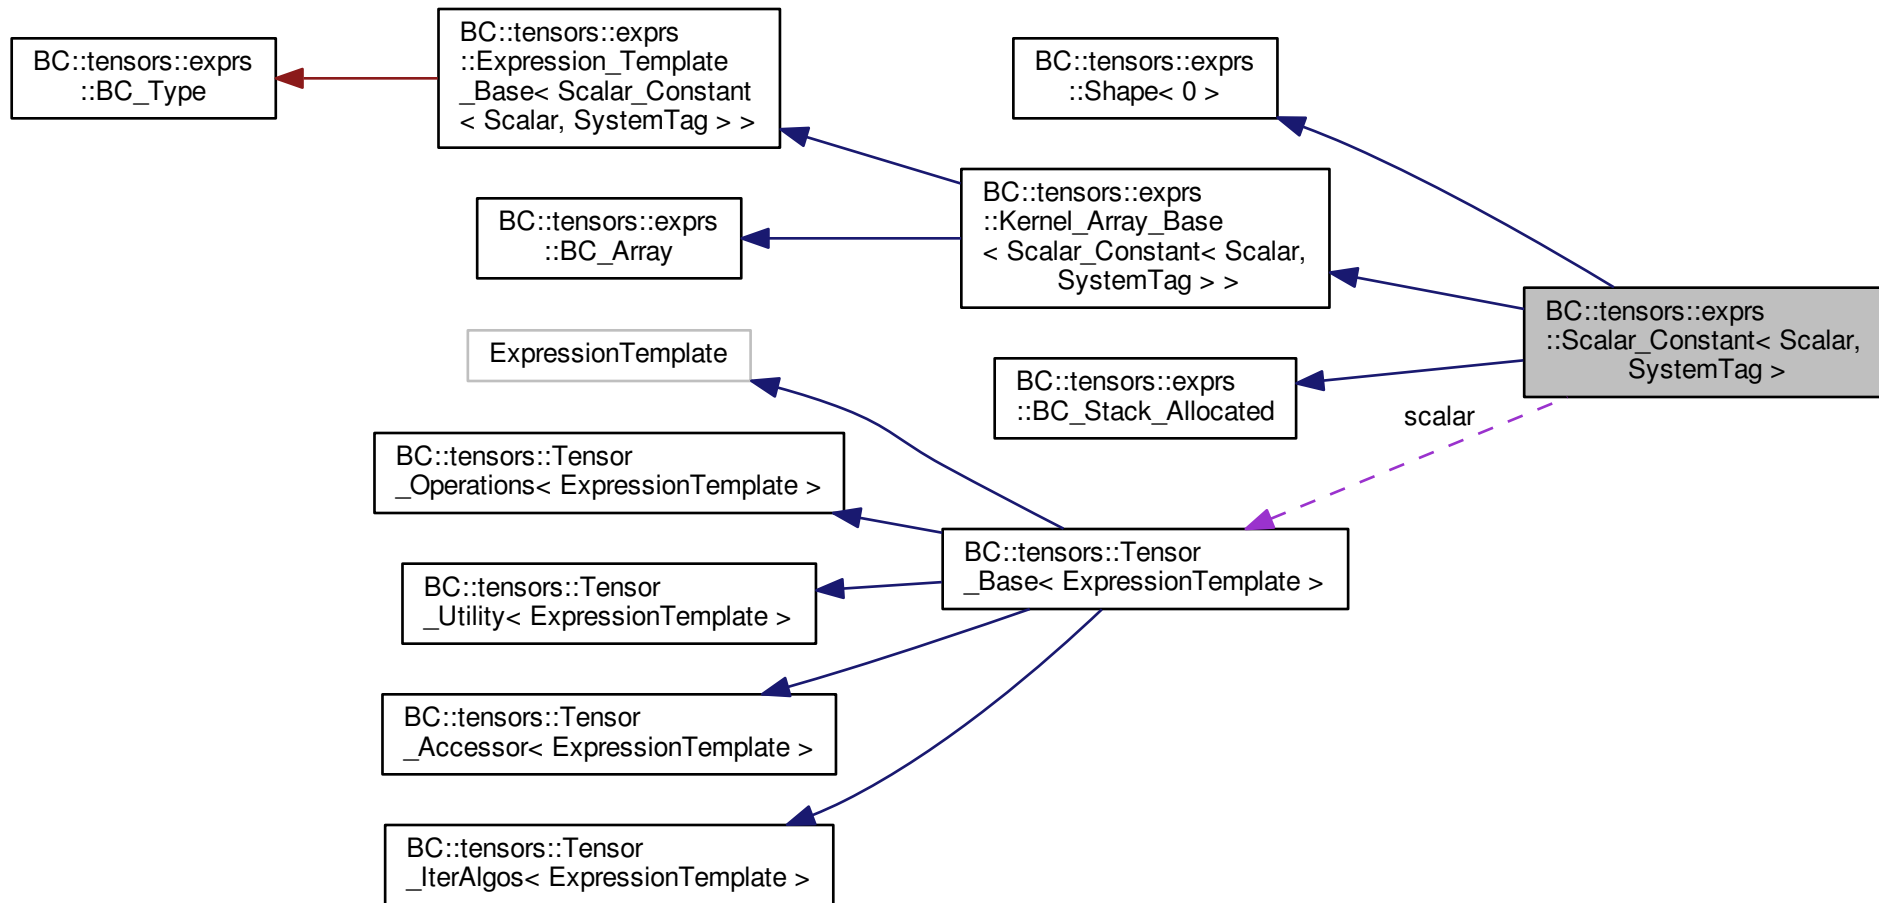 BC::tensors::exprs
::BC_Type
BC::tensors::exprs
::Expression_Template
_Base< Scalar_Constant
< Scalar, SystemTag > >
BC::tensors::exprs
::Shape< 0 >
BC::tensors::exprs
::BC_Array
BC::tensors::exprs
::Kernel_Array_Base
< Scalar_Constant< Scalar,
SystemTag > >
BC::tensors::exprs
::Scalar_Constant< Scalar,
SystemTag >
ExpressionTemplate
BC::tensors::exprs
::BC_Stack_Allocated
scalar
BC::tensors::Tensor
_Operations< ExpressionTemplate >
BC::tensors::Tensor
_Base< ExpressionTemplate >
BC::tensors::Tensor
_Utility< ExpressionTemplate >
BC::tensors::Tensor
_Accessor< ExpressionTemplate >
BC::tensors::Tensor
_IterAlgos< ExpressionTemplate >